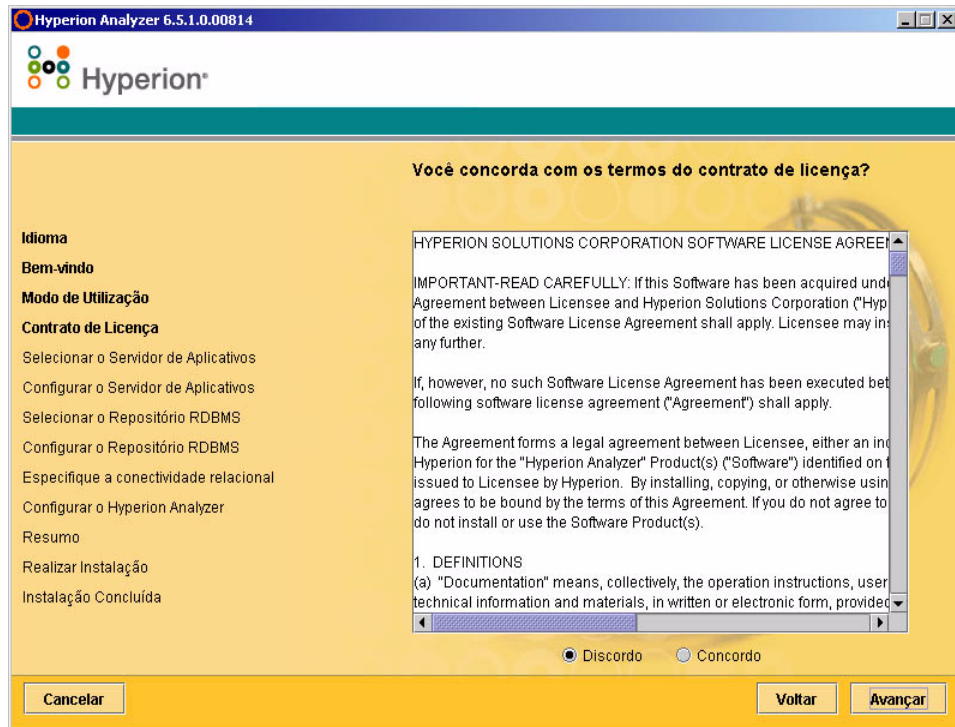 Hyperion Analyzer 6.5.1.0.00814
Hyperion®
Você concorda com os termos do contrato de licença?
Idioma
Bem-vindo
Modo de Utilização
Contrato de Licença
Selecionar o Servidor de Aplicativos
Configurar o Servidor de Aplicativos
Selecionar o Repositório RDBMS
Configurar o Repositório RDBMS
Especifique a conectividade relacional
Configurar o Hyperion Analyzer
Resumo
Realizar Instalação
Instalação Concluída
HYPERION SOLUTIONS CORPORATION SOFTWARE LICENSE
IMPORTANT-READ CAREFULLY: If this Software has been acquired
Agreement between Licensee and Hyperion Solutions Corporation ("Hyp
of the existing Software License Agreement shall apply. Licensee may
any further.
If, however, no such Software License Agreement has been executed
following software license agreement ("Agreement") shall apply.
The Agreement forms a legal agreement between Licensee, either an
Hyperion for the "Hyperion Analyzer" Product(s) ("Software") identified on
issued to Licensee by Hyperion. By installing, copying, or otherwise
agrees to be bound by the terms of this Agreement. If you do not agree to
do not install or use the Software Product(s).
1. DEFINITIONS
(a) "Documentation" means, collectively, the operation instructions, user
technical information and materials, in written or electronic form, provided
Discordo Concordo
Cancelar Voltar Avançar